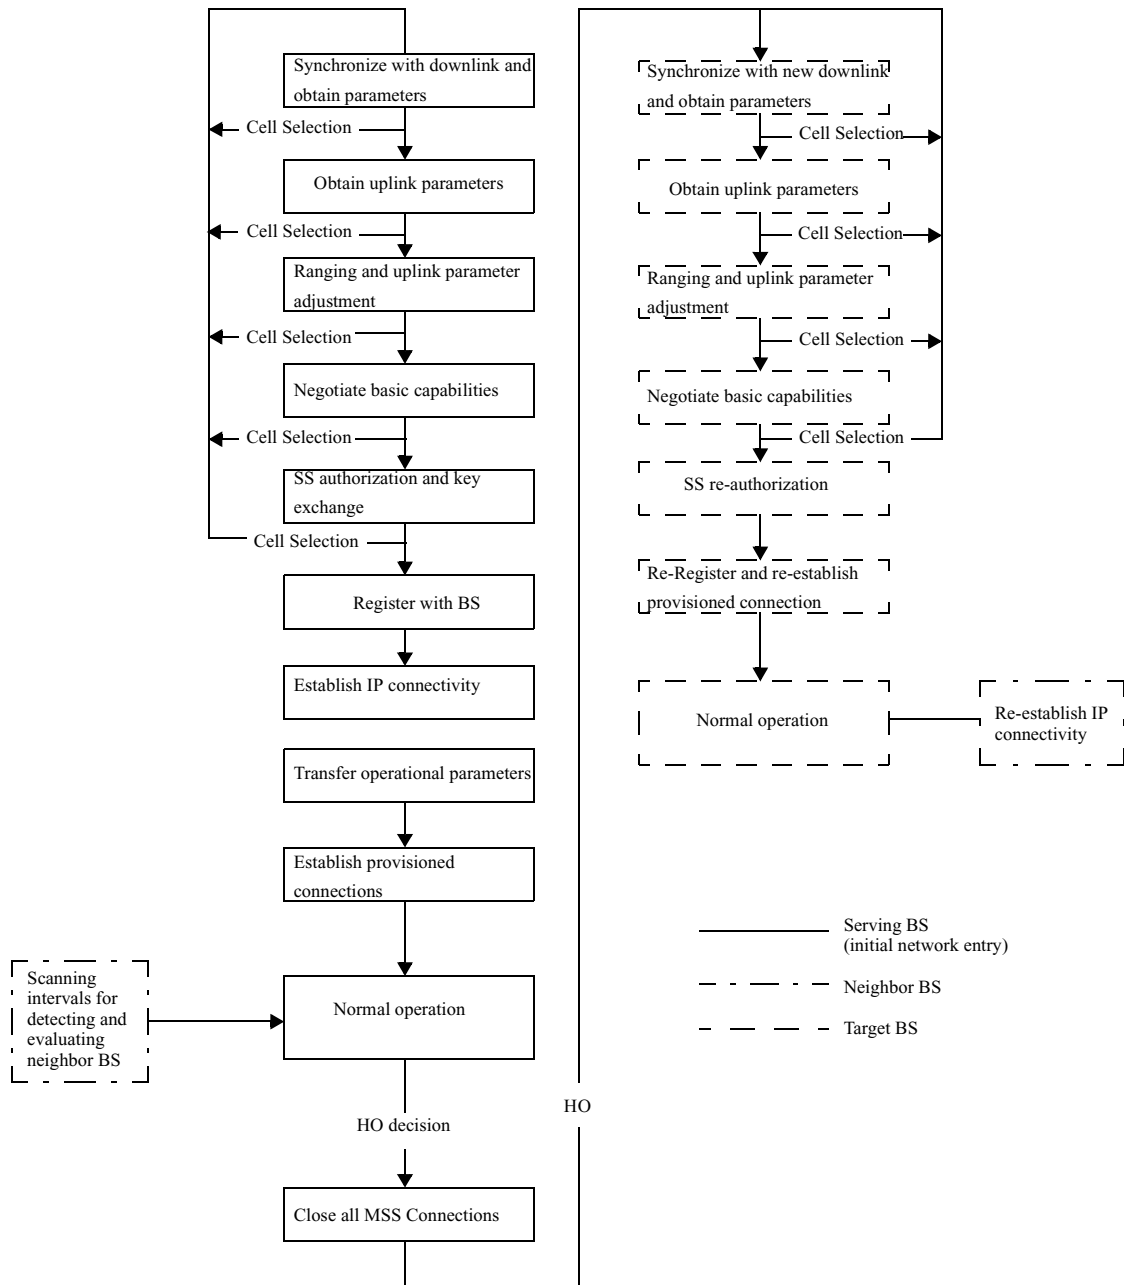 Synchronize with downlink and
obtain parameters
Cell Selection
Obtain uplink parameters
Cell Selection
Ranging and uplink parameter
adjustment
Cell Selection
Negotiate basic capabilities
Cell Selection
SS authorization and key
exchange
Cell Selection
Register with BS
Establish IP connectivity
Transfer operational parameters
Establish provisioned
connections
Scanning
intervals for
detecting and
evaluating
neighbor BS
Normal operation
HO decision
Close all MSS Connections
HO
Synchronize with new downlink
and obtain parameters
Cell Selection
Obtain uplink parameters
Cell Selection
Ranging and uplink parameter
adjustment
Cell Selection
Negotiate basic capabilities
Cell Selection
SS re-authorization
Re-Register and re-establish
provisioned connection
Normal operation
Re-establish IP
connectivity
Serving BS
(initial network entry)
Neighbor BS
Target BS